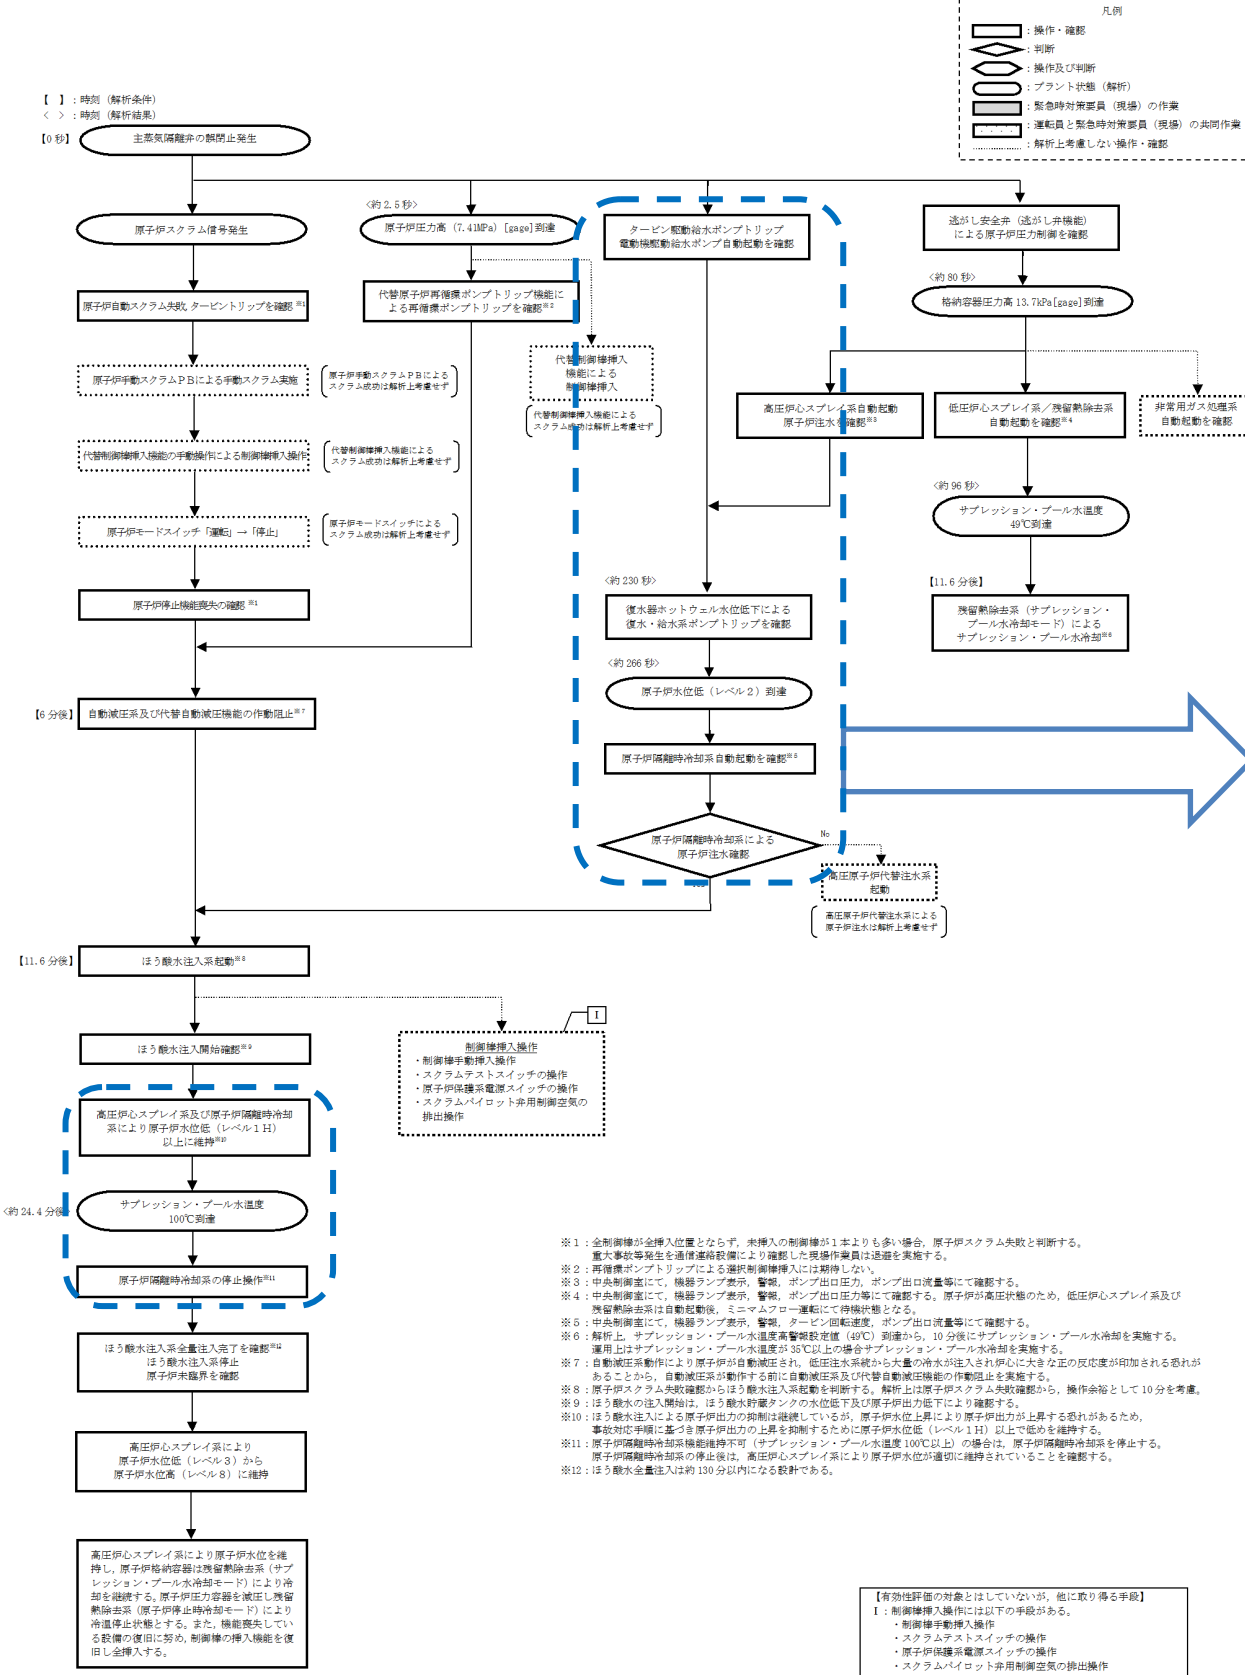 凡例
：操作・確認
：判断
：操作及び判断
：プラント状態（解析）
：緊急時対策要員（現場）の作業
：運転員と緊急時対策要員（現場）の共同作業
：解析上考慮しない操作・確認
【　】：時刻（解析条件）
＜　＞：時刻（解析結果）
【0秒】
主蒸気隔離弁の誤閉止発生
原子炉スクラム信号発生
<約2.5秒>
原子炉圧力高（7.41MPa）[gage]到達
タービン駆動給水ポンプトリップ
電動機駆動給水ポンプ自動起動を確認
逃がし安全弁（逃がし弁機能）
による原子炉圧力制御を確認
<約80秒>
格納容器圧力高13.7kPa[gage]到達
原子炉自動スクラム失敗,タービントリップを確認 ※1
代替原子炉再循環ポンプトリップ機能に
よる再循環ポンプトリップを確認※2
代替制御棒挿入
機能による
制御棒挿入
代替制御棒挿入機能による
スクラム成功は解析上考慮せず
原子炉手動スクラムＰＢによる手動スクラム実施
原子炉手動スクラムＰＢによる
スクラム成功は解析上考慮せず
高圧炉心スプレイ系自動起動
原子炉注水を確認※3
低圧炉心スプレイ系／残留熱除去系
自動起動を確認※4
非常用ガス処理系
自動起動を確認
代替制御棒挿入機能の手動操作による制御棒挿入操作
代替制御棒挿入機能による
スクラム成功は解析上考慮せず
<約96秒>
サプレッション・プール水温度
49℃到達
原子炉モードスイッチ「運転」→「停止」
原子炉モードスイッチによる
スクラム成功は解析上考慮せず
【11.6分後】
残留熱除去系（サプレッション・
プール水冷却モード）による
サプレッション・プール水冷却※6
原子炉停止機能喪失の確認 ※1
<約230秒>
復水器ホットウェル水位低下による
復水・給水系ポンプトリップを確認
<約266秒>
原子炉水位低（レベル２）到達
【6分後】
自動減圧系及び代替自動減圧機能の作動阻止※7
原子炉隔離時冷却系自動起動を確認※5
原子炉隔離時冷却系による
原子炉注水確認
No
Yes
高圧原子炉代替注水系
起動
高圧原子炉代替注水系による
原子炉注水は解析上考慮せず
【11.6分後】
ほう酸水注入系起動※8
Ⅰ
ほう酸水注入開始確認※9
制御棒挿入操作
・制御棒手動挿入操作
・スクラムテストスイッチの操作
・原子炉保護系電源スイッチの操作
・スクラムパイロット弁用制御空気の
排出操作
高圧炉心スプレイ系及び原子炉隔離時冷却
系により原子炉水位低（レベル１Ｈ）
以上に維持※10
<約24.4分後>
サプレッション・プール水温度
100℃到達
原子炉隔離時冷却系の停止操作※11
ほう酸水注入系全量注入完了を確認※12
ほう酸水注入系停止
原子炉未臨界を確認
高圧炉心スプレイ系により
原子炉水位低（レベル３）から
原子炉水位高（レベル８）に維持
高圧炉心スプレイ系により原子炉水位を維
持し，原子炉格納容器は残留熱除去系（サプ
レッション・プール水冷却モード）により冷
却を継続する。原子炉圧力容器を減圧し残留
熱除去系（原子炉停止時冷却モード）により
冷温停止状態とする。また，機能喪失してい
る設備の復旧に努め，制御棒の挿入機能を復
旧し全挿入する。
※１：全制御棒が全挿入位置とならず，未挿入の制御棒が１本よりも多い場合，原子炉スクラム失敗と判断する。
重大事故等発生を通信連絡設備により確認した現場作業員は退避を実施する。
※２：再循環ポンプトリップによる選択制御棒挿入には期待しない。
※３：中央制御室にて，機器ランプ表示，警報，ポンプ出口圧力，ポンプ出口流量等にて確認する。
※４：中央制御室にて，機器ランプ表示，警報，ポンプ出口圧力等にて確認する。原子炉が高圧状態のため，低圧炉心スプレイ系及び
残留熱除去系は自動起動後，ミニマムフロー運転にて待機状態となる。
※５：中央制御室にて，機器ランプ表示，警報，タービン回転速度，ポンプ出口流量等にて確認する。
※６：解析上，サプレッション・プール水温度高警報設定値（49℃）到達から，10分後にサプレッション・プール水冷却を実施する。
運用上はサプレッション・プール水温度が35℃以上の場合サプレッション・プール水冷却を実施する。
※７：自動減圧系動作により原子炉が自動減圧され，低圧注水系統から大量の冷水が注入され炉心に大きな正の反応度が印加される恐れが
あることから，自動減圧系が動作する前に自動減圧系及び代替自動減圧機能の作動阻止を実施する。
※８：原子炉スクラム失敗確認からほう酸水注入系起動を判断する。解析上は原子炉スクラム失敗確認から，操作余裕として10分を考慮。
※９：ほう酸水の注入開始は，ほう酸水貯蔵タンクの水位低下及び原子炉出力低下により確認する。
※10：ほう酸水注入による原子炉出力の抑制は継続しているが，原子炉水位上昇により原子炉出力が上昇する恐れがあるため，
事故対応手順に基づき原子炉出力の上昇を抑制するために原子炉水位低（レベル１Ｈ）以上で低めを維持する。
※11：原子炉隔離時冷却系機能維持不可（サプレッション・プール水温度100℃以上）の場合は，原子炉隔離時冷却系を停止する。
原子炉隔離時冷却系の停止後は，高圧炉心スプレイ系により原子炉水位が適切に維持されていることを確認する。
※12：ほう酸水全量注入は約130分以内になる設計である。
【有効性評価の対象とはしていないが，他に取り得る手段】
Ⅰ：制御棒挿入操作には以下の手段がある。
・制御棒手動挿入操作
・スクラムテストスイッチの操作
・原子炉保護系電源スイッチの操作
・スクラムパイロット弁用制御空気の排出操作